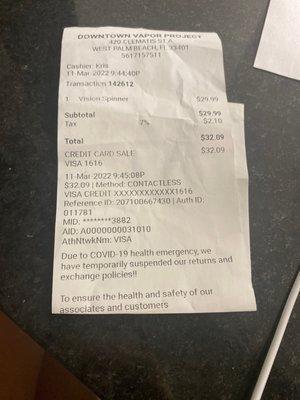 DOWNTOWN VAPOR PROJECT
420 CLEMATIS ST A
WEST PALM BEACH, FL 33401
5617157511
Cashier: Kris
11-Mar-2022 9:44:40P
Transaction 142612
1 Vision Spinner $29.99
Subtotal $29.99
Tax 7% $2.10
Total $32.09
CREDIT CARD SALE $32.09
VISA 1616
11-Mar-2022 9:45:08P
$32.09 | Method: CONTACTLESS
VISA CREDIT XXXXXXXXXXXX1616
Reference ID: 207100667430 | Auth ID:
011781
MID: ********3882
AID: A0000000031010
AthNtwkNm: VISA
Due to COVID-19 health emergency, we
have temporarily suspended our returns and
exchange policies!!
To ensure the health and safety of our
associates and customers